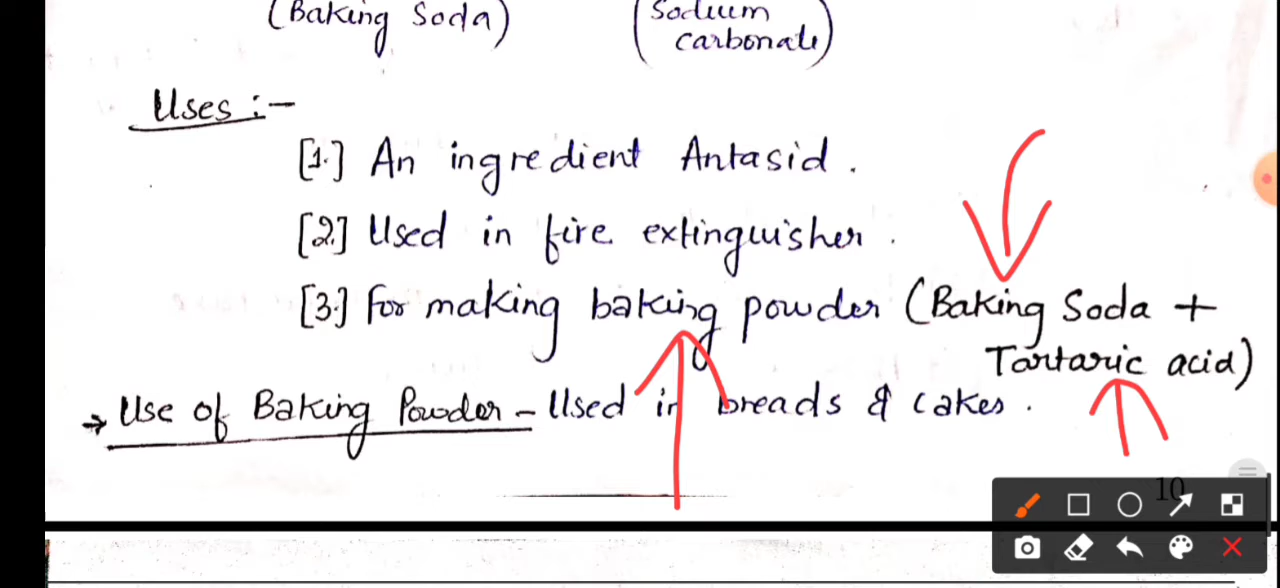 (Baking Soda) (Sodium
carbonate)
Uses :-
[1.] An ingredient Antasid .
[2.] Used in fire extinguisher .
[3.] For making baking powder (Baking Soda +
Tartaric acid)
→ Use of Baking Powder - Used in breads & cakes .
10